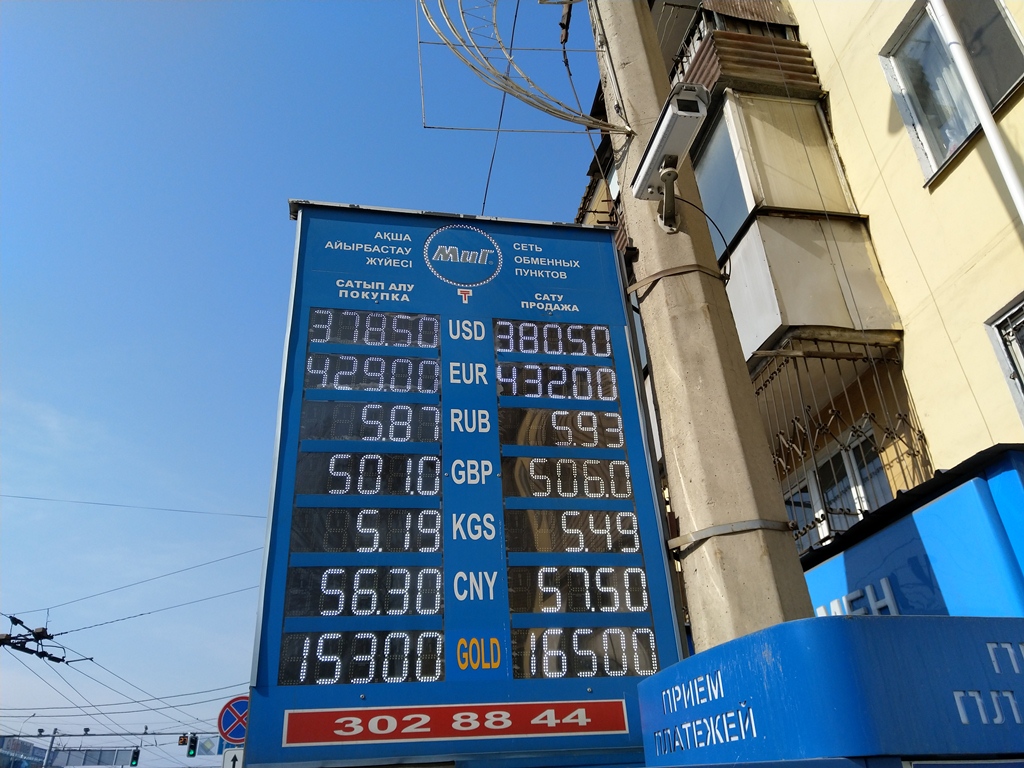 АҚША
АЙЫРБАСТАУ
ЖҮЙЕСІ
МиГ
СЕТЬ
ОБМЕННЫХ
ПУНКТОВ
₸
САТЫП АЛУ
ПОКУПКА
САТУ
ПРОДАЖА
378.50 USD 380.50
429.00 EUR 432.00
5.87 RUB 5.93
501.0 GBP 506.0
5.19 KGS 5.49
56.30 CNY 57.50
15300 GOLD 16500
302 88 44
МЕН
ПРИЕМ
ПЛАТЕЖЕЙ